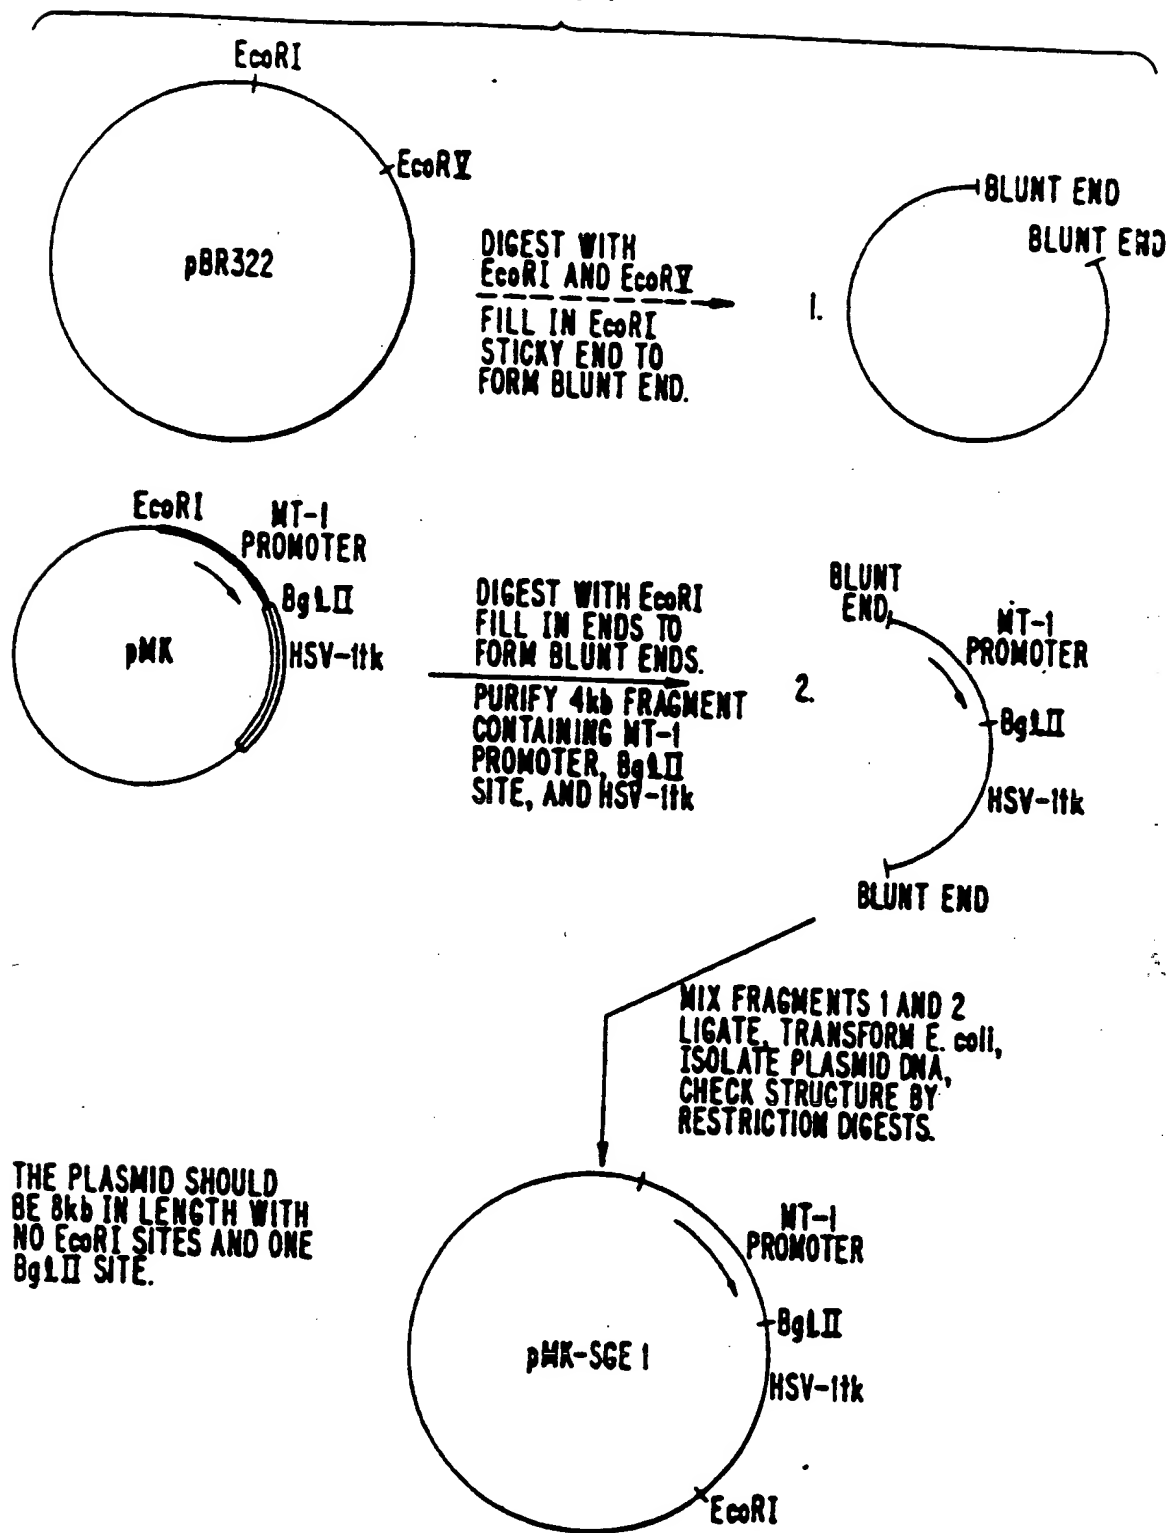 EcoRI
EcoRV
pBR322
DIGEST WITH
EcoRI AND EcoRV
FILL IN EcoRI
STICKY END TO
FORM BLUNT END.
1.
BLUNT END
BLUNT END
EcoRI
MT-1
PROMOTER
BglII
HSV-1tk
pMK
DIGEST WITH EcoRI
FILL IN ENDS TO
FORM BLUNT ENDS.
PURIFY 4kb FRAGMENT
CONTAINING MT-1
PROMOTER, BglII
SITE, AND HSV-1tk
2.
BLUNT
END
MT-1
PROMOTER
BglII
HSV-1tk
BLUNT END
MIX FRAGMENTS 1 AND 2
LIGATE, TRANSFORM E. coli,
ISOLATE PLASMID DNA,
CHECK STRUCTURE BY
RESTRICTION DIGESTS.
THE PLASMID SHOULD
BE 8kb IN LENGTH WITH
NO EcoRI SITES AND ONE
BglII SITE.
MT-1
PROMOTER
BglII
pMK-SGE 1
HSV-1tk
EcoRI